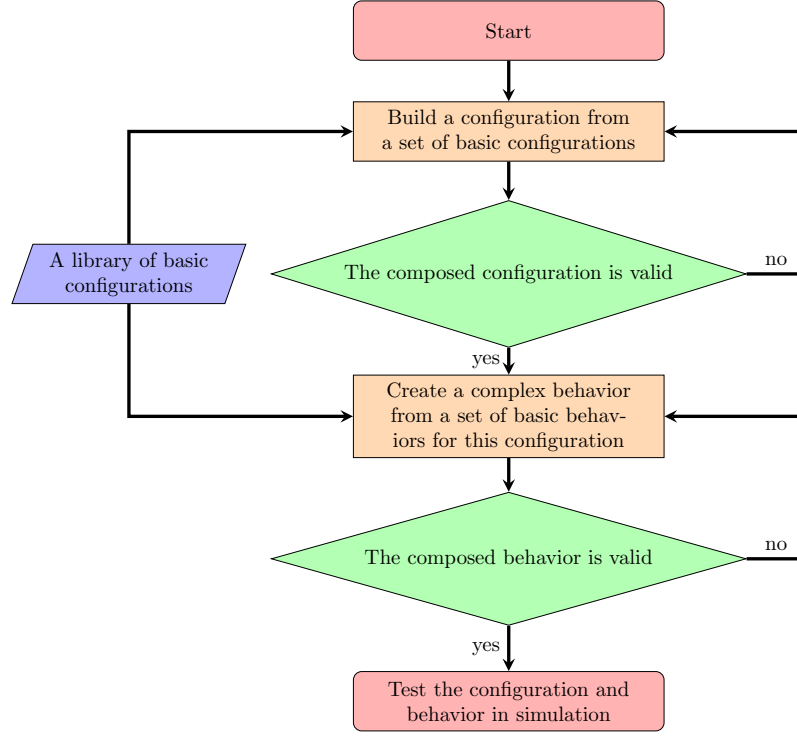 Start
Build a configuration from
a set of basic configurations
A library of basic
configurations
The composed configuration is valid
no
yes
Create a complex behavior
from a set of basic behav-
iors for this configuration
The composed behavior is valid
no
yes
Test the configuration and
behavior in simulation